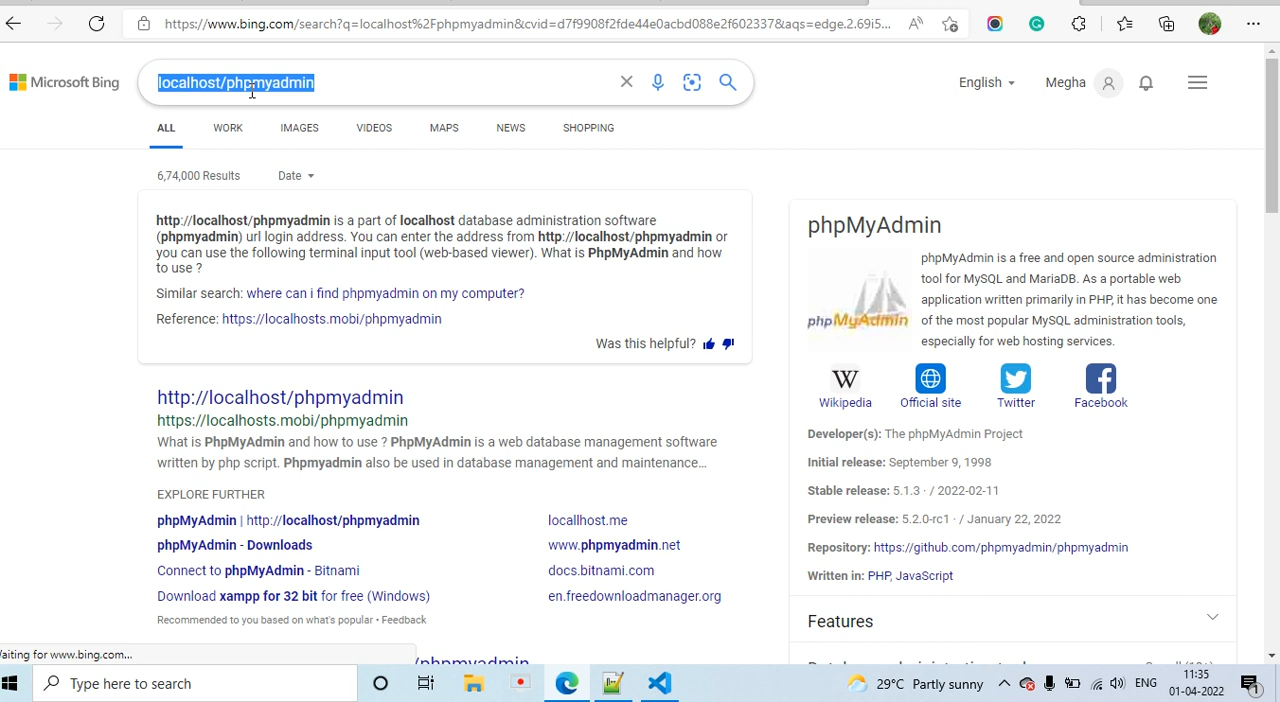 https://www.bing.com/search?q=localhost%2Fphpmyadmin&cvid=d7f9908f2fde44e0acbd088e2f602337&aqs=edge.2.69i5...
Microsoft Bing
localhost/phpmyadmin
English
Megha
ALL WORK IMAGES VIDEOS MAPS NEWS SHOPPING
6,74,000 Results Date
http://localhost/phpmyadmin is a part of localhost database administration software
(phpmyadmin) url login address. You can enter the address from http://localhost/phpmyadmin or
you can use the following terminal input tool (web-based viewer). What is PhpMyAdmin and how
to use ?
Similar search: where can i find phpmyadmin on my computer?
Reference: https://localhosts.mobi/phpmyadmin
Was this helpful?
http://localhost/phpmyadmin
https://localhosts.mobi/phpmyadmin
What is PhpMyAdmin and how to use ? PhpMyAdmin is a web database management software
written by php script. Phpmyadmin also be used in database management and maintenance...
EXPLORE FURTHER
phpMyAdmin | http://localhost/phpmyadmin locallhost.me
phpMyAdmin - Downloads www.phpmyadmin.net
Connect to phpMyAdmin - Bitnami docs.bitnami.com
Download xampp for 32 bit for free (Windows) en.freedownloadmanager.org
Recommended to you based on what's popular • Feedback
/phpmyadmin
phpMyAdmin
phpMyAdmin
phpMyAdmin is a free and open source administration
tool for MySQL and MariaDB. As a portable web
application written primarily in PHP, it has become one
of the most popular MySQL administration tools,
especially for web hosting services.
W
Wikipedia Official site Twitter Facebook
Developer(s): The phpMyAdmin Project
Initial release: September 9, 1998
Stable release: 5.1.3 · / 2022-02-11
Preview release: 5.2.0-rc1 · / January 22, 2022
Repository: https://github.com/phpmyadmin/phpmyadmin
Written in: PHP, JavaScript
Features
aiting for www.bing.com...
Type here to search
29°C Partly sunny
ENG
11:35
01-04-2022
1